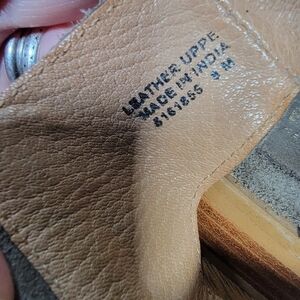 LEATHER UPPE
MADE IN INDIA
8161855 9 M